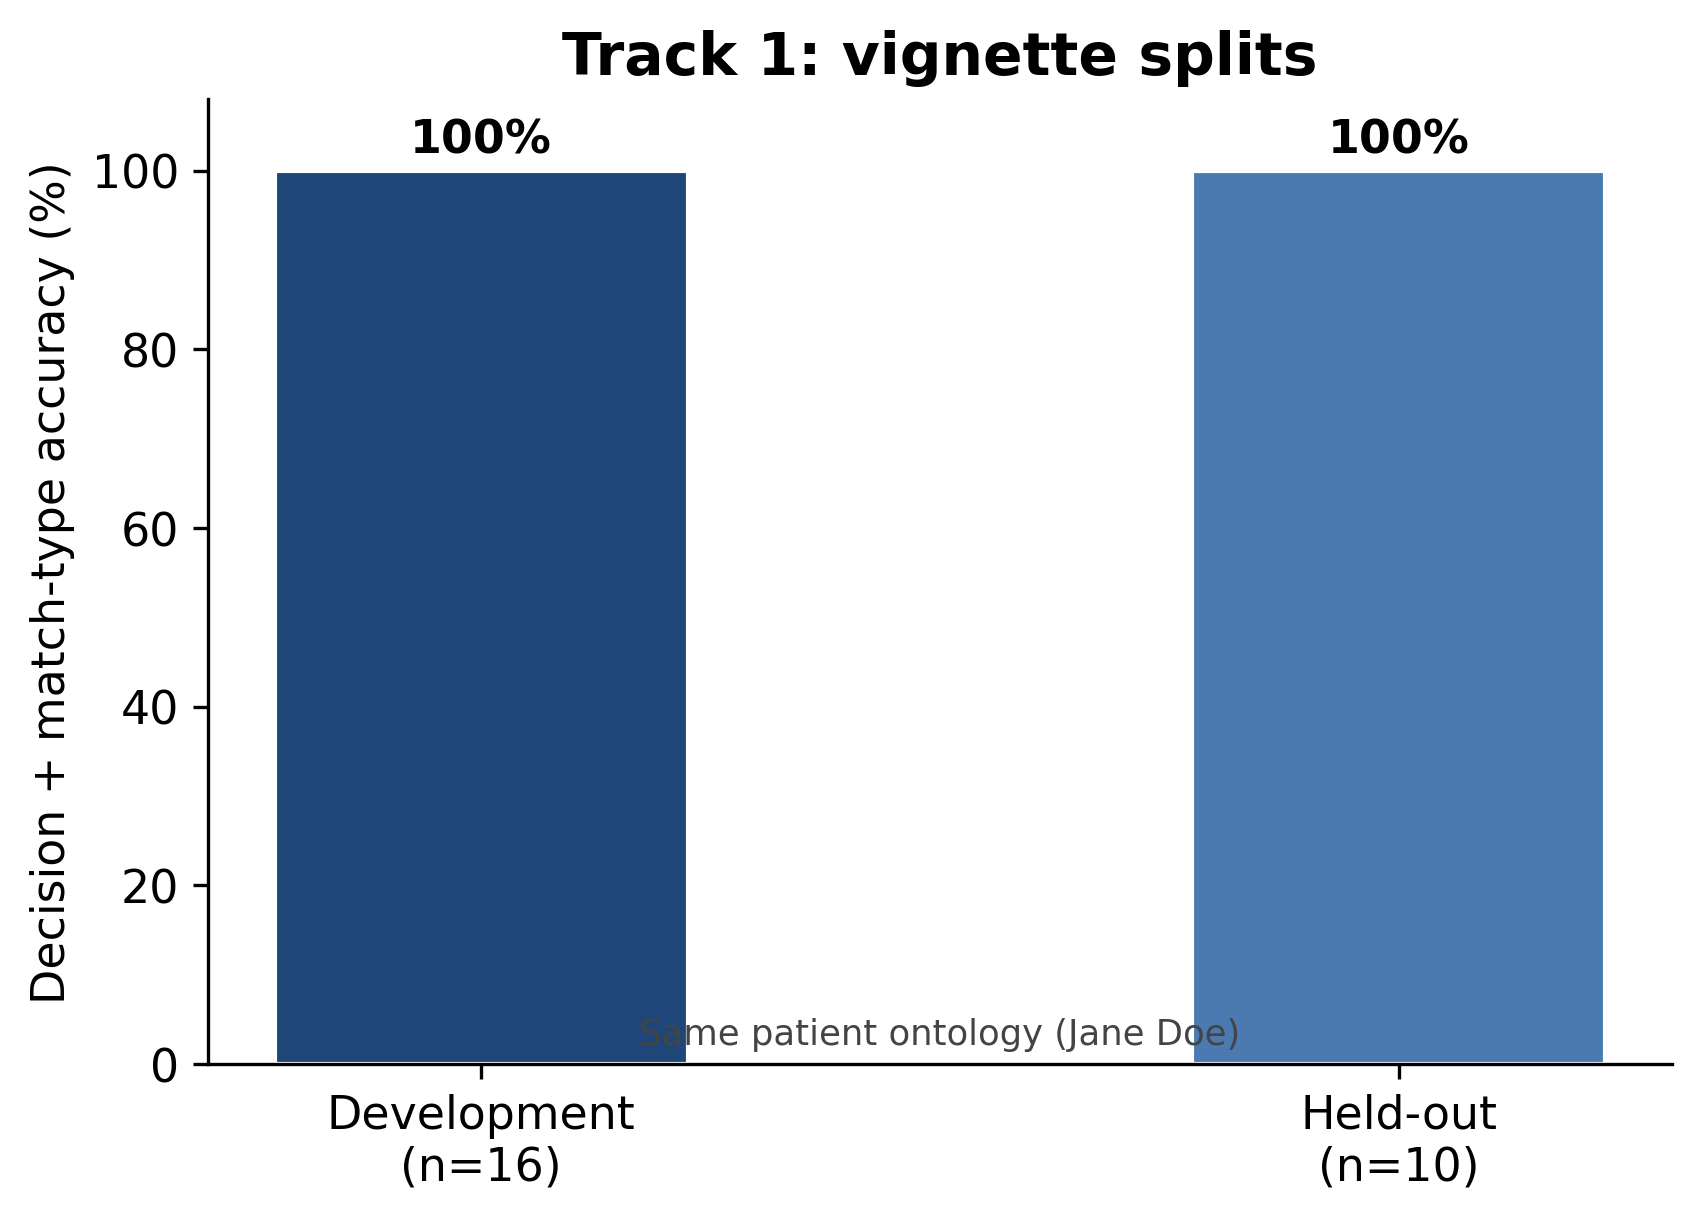 Track 1: vignette splits
100%
100%
Decision + match-type accuracy (%)
100
80
60
40
20
0
Same patient ontology (Jane Doe)
Development
(n=16)
Held-out
(n=10)